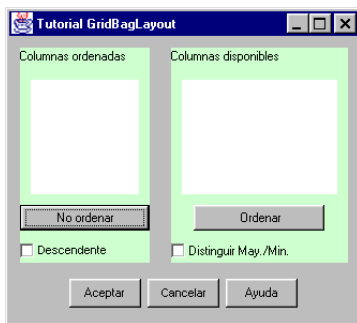 Tutorial GridBagLayout
Columnas ordenadas
Columnas disponibles
No ordenar
Ordenar
Descendente
Distinguir May./Min.
Aceptar
Cancelar
Ayuda